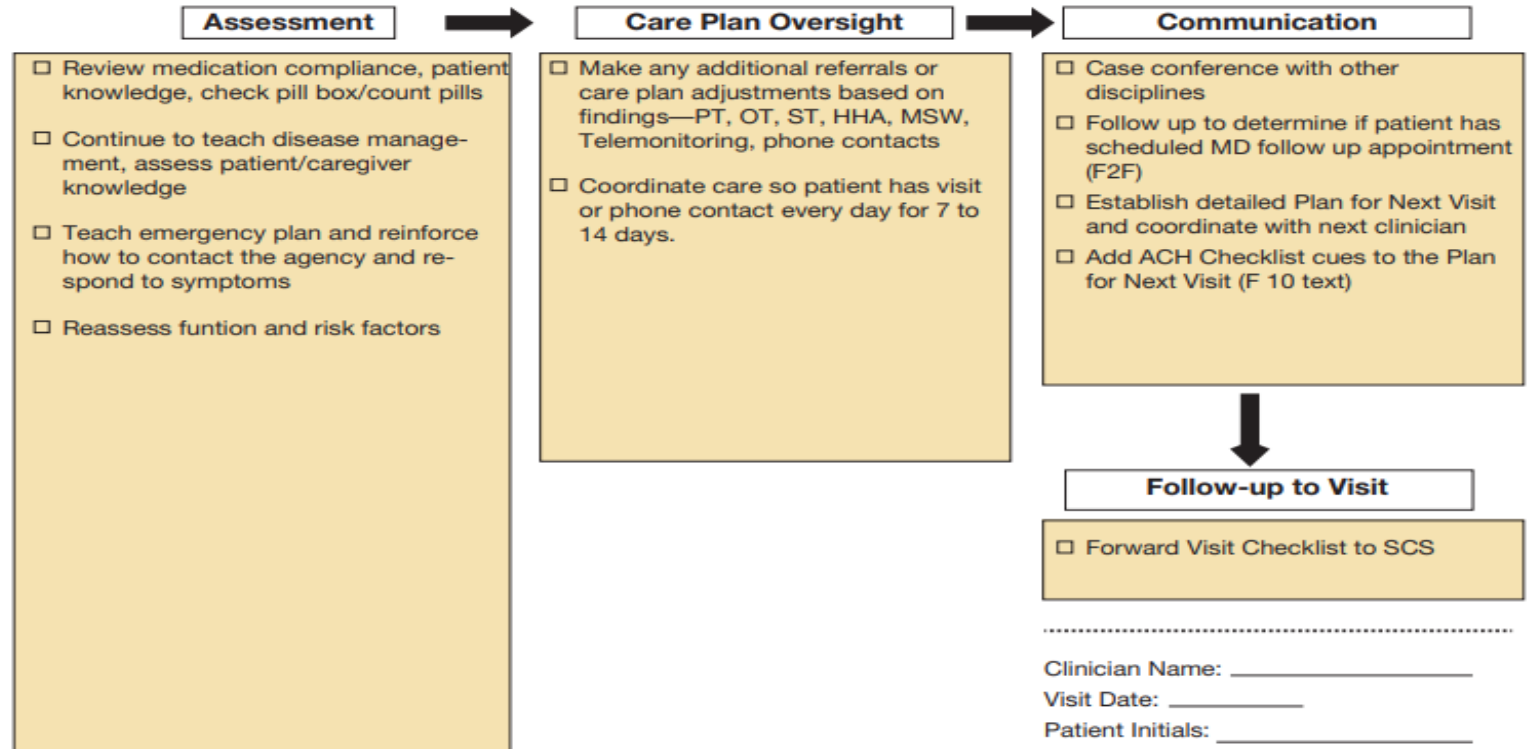 Assessment
☐ Review medication compliance, patient
knowledge, check pill box/count pills
☐ Continue to teach disease manage-
ment, assess patient/caregiver
knowledge
☐ Teach emergency plan and reinforce
how to contact the agency and re-
spond to symptoms
☐ Reassess funtion and risk factors
Care Plan Oversight
☐ Make any additional referrals or
care plan adjustments based on
findings—PT, OT, ST, HHA, MSW,
Telemonitoring, phone contacts
☐ Coordinate care so patient has visit
or phone contact every day for 7 to
14 days.
Communication
☐ Case conference with other
disciplines
☐ Follow up to determine if patient has
scheduled MD follow up appointment
(F2F)
☐ Establish detailed Plan for Next Visit
and coordinate with next clinician
☐ Add ACH Checklist cues to the Plan
for Next Visit (F 10 text)
Follow-up to Visit
☐ Forward Visit Checklist to SCS
Clinician Name:
Visit Date:
Patient Initials: